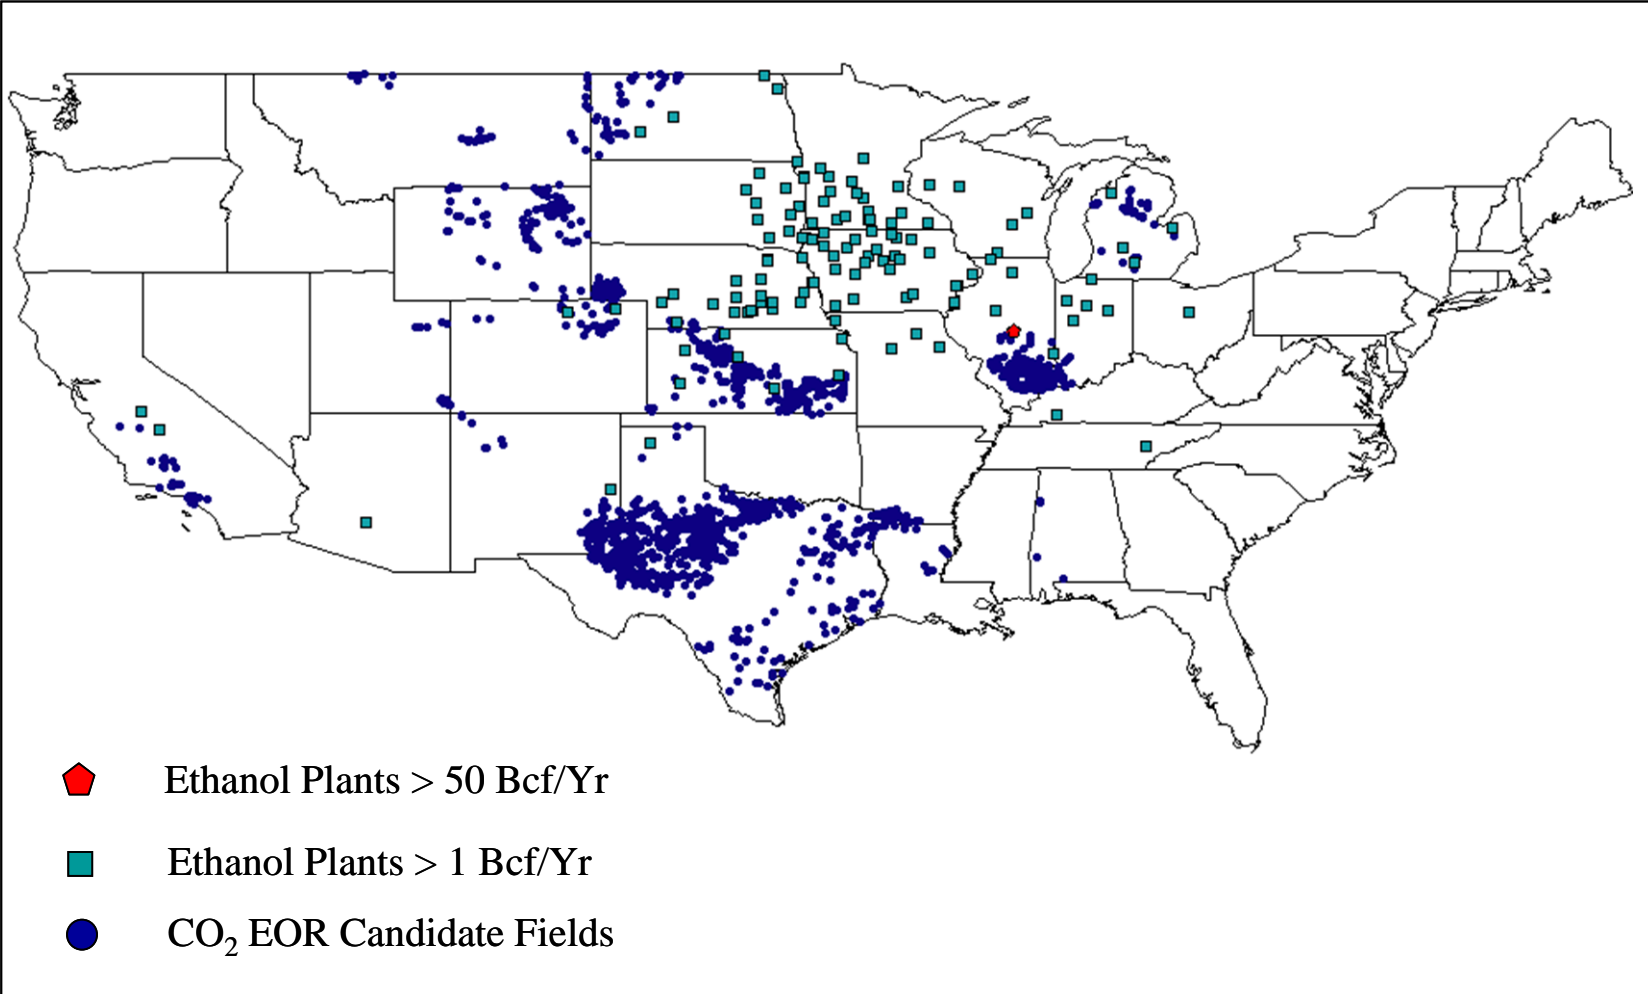 Ethanol Plants > 50 Bcf/Yr
Ethanol Plants > 1 Bcf/Yr
CO₂ EOR Candidate Fields